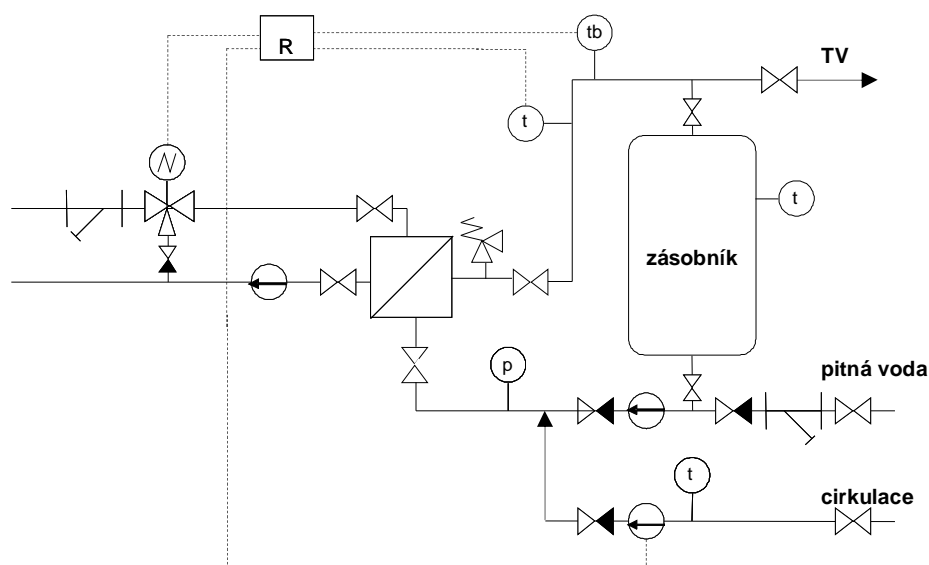 tb
R
TV
t
t
zásobník
p
pitná voda
t
cirkulace